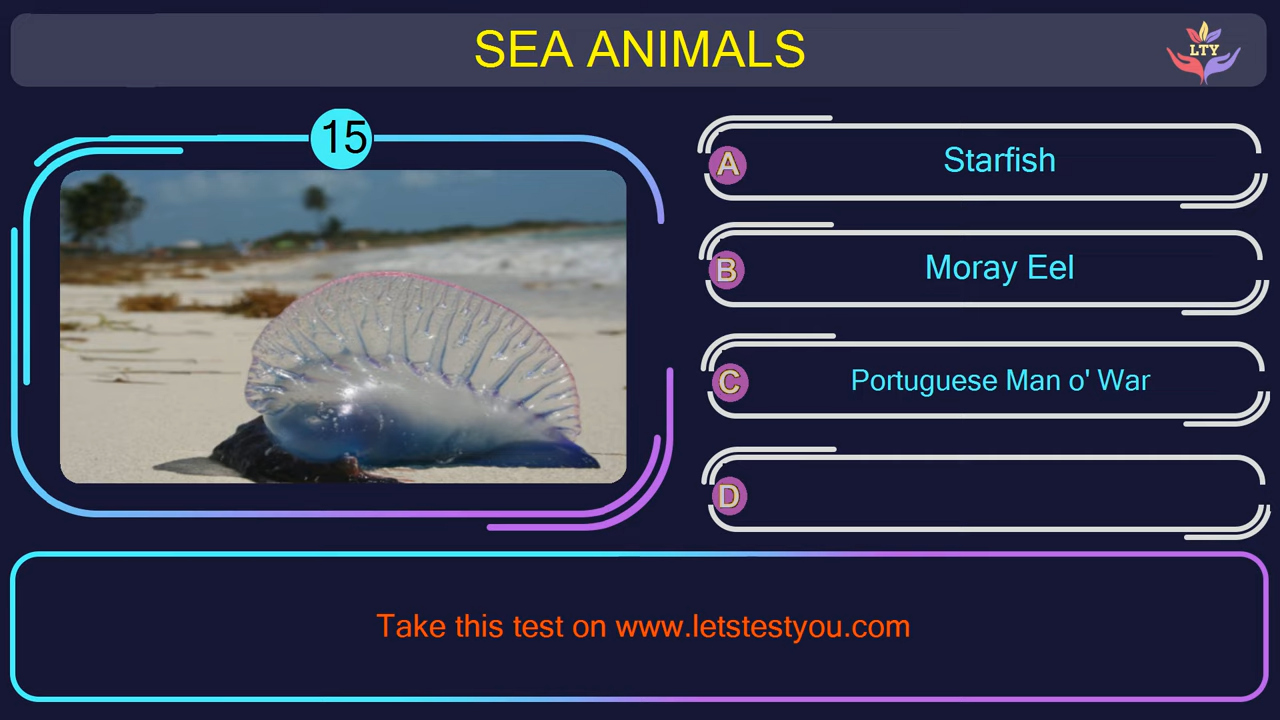 SEA ANIMALS
LTY
15
A
Starfish
B
Moray Eel
C
Portuguese Man o' War
D
Take this test on www.letstestyou.com